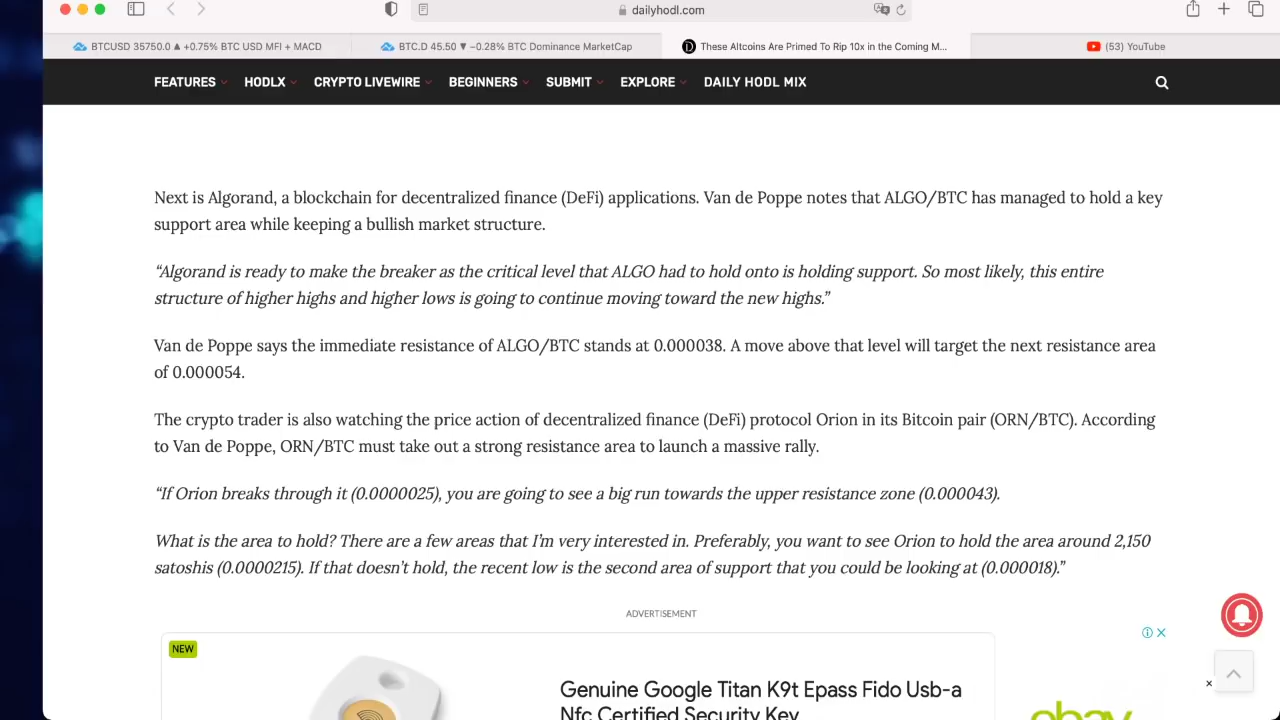 dailyhodl.com
BTCUSD 35750.0 ▲ +0.75% BTC USD MFI + MACD
BTC.D 45.50 ▼ −0.28% BTC Dominance MarketCap
D These Altcoins Are Primed To Rip 10x in the Coming M...
(53) YouTube
FEATURES HODLX CRYPTO LIVEWIRE BEGINNERS SUBMIT EXPLORE DAILY HODL MIX
Next is Algorand, a blockchain for decentralized finance (DeFi) applications. Van de Poppe notes that ALGO/BTC has managed to hold a key
support area while keeping a bullish market structure.
“Algorand is ready to make the breaker as the critical level that ALGO had to hold onto is holding support. So most likely, this entire
structure of higher highs and higher lows is going to continue moving toward the new highs.”
Van de Poppe says the immediate resistance of ALGO/BTC stands at 0.000038. A move above that level will target the next resistance area
of 0.000054.
The crypto trader is also watching the price action of decentralized finance (DeFi) protocol Orion in its Bitcoin pair (ORN/BTC). According
to Van de Poppe, ORN/BTC must take out a strong resistance area to launch a massive rally.
“If Orion breaks through it (0.0000025), you are going to see a big run towards the upper resistance zone (0.000043).
What is the area to hold? There are a few areas that I’m very interested in. Preferably, you want to see Orion to hold the area around 2,150
satoshis (0.0000215). If that doesn’t hold, the recent low is the second area of support that you could be looking at (0.000018).”
ADVERTISEMENT
NEW
Genuine Google Titan K9t Epass Fido Usb-a
Nfc Certified Security Key
ebay